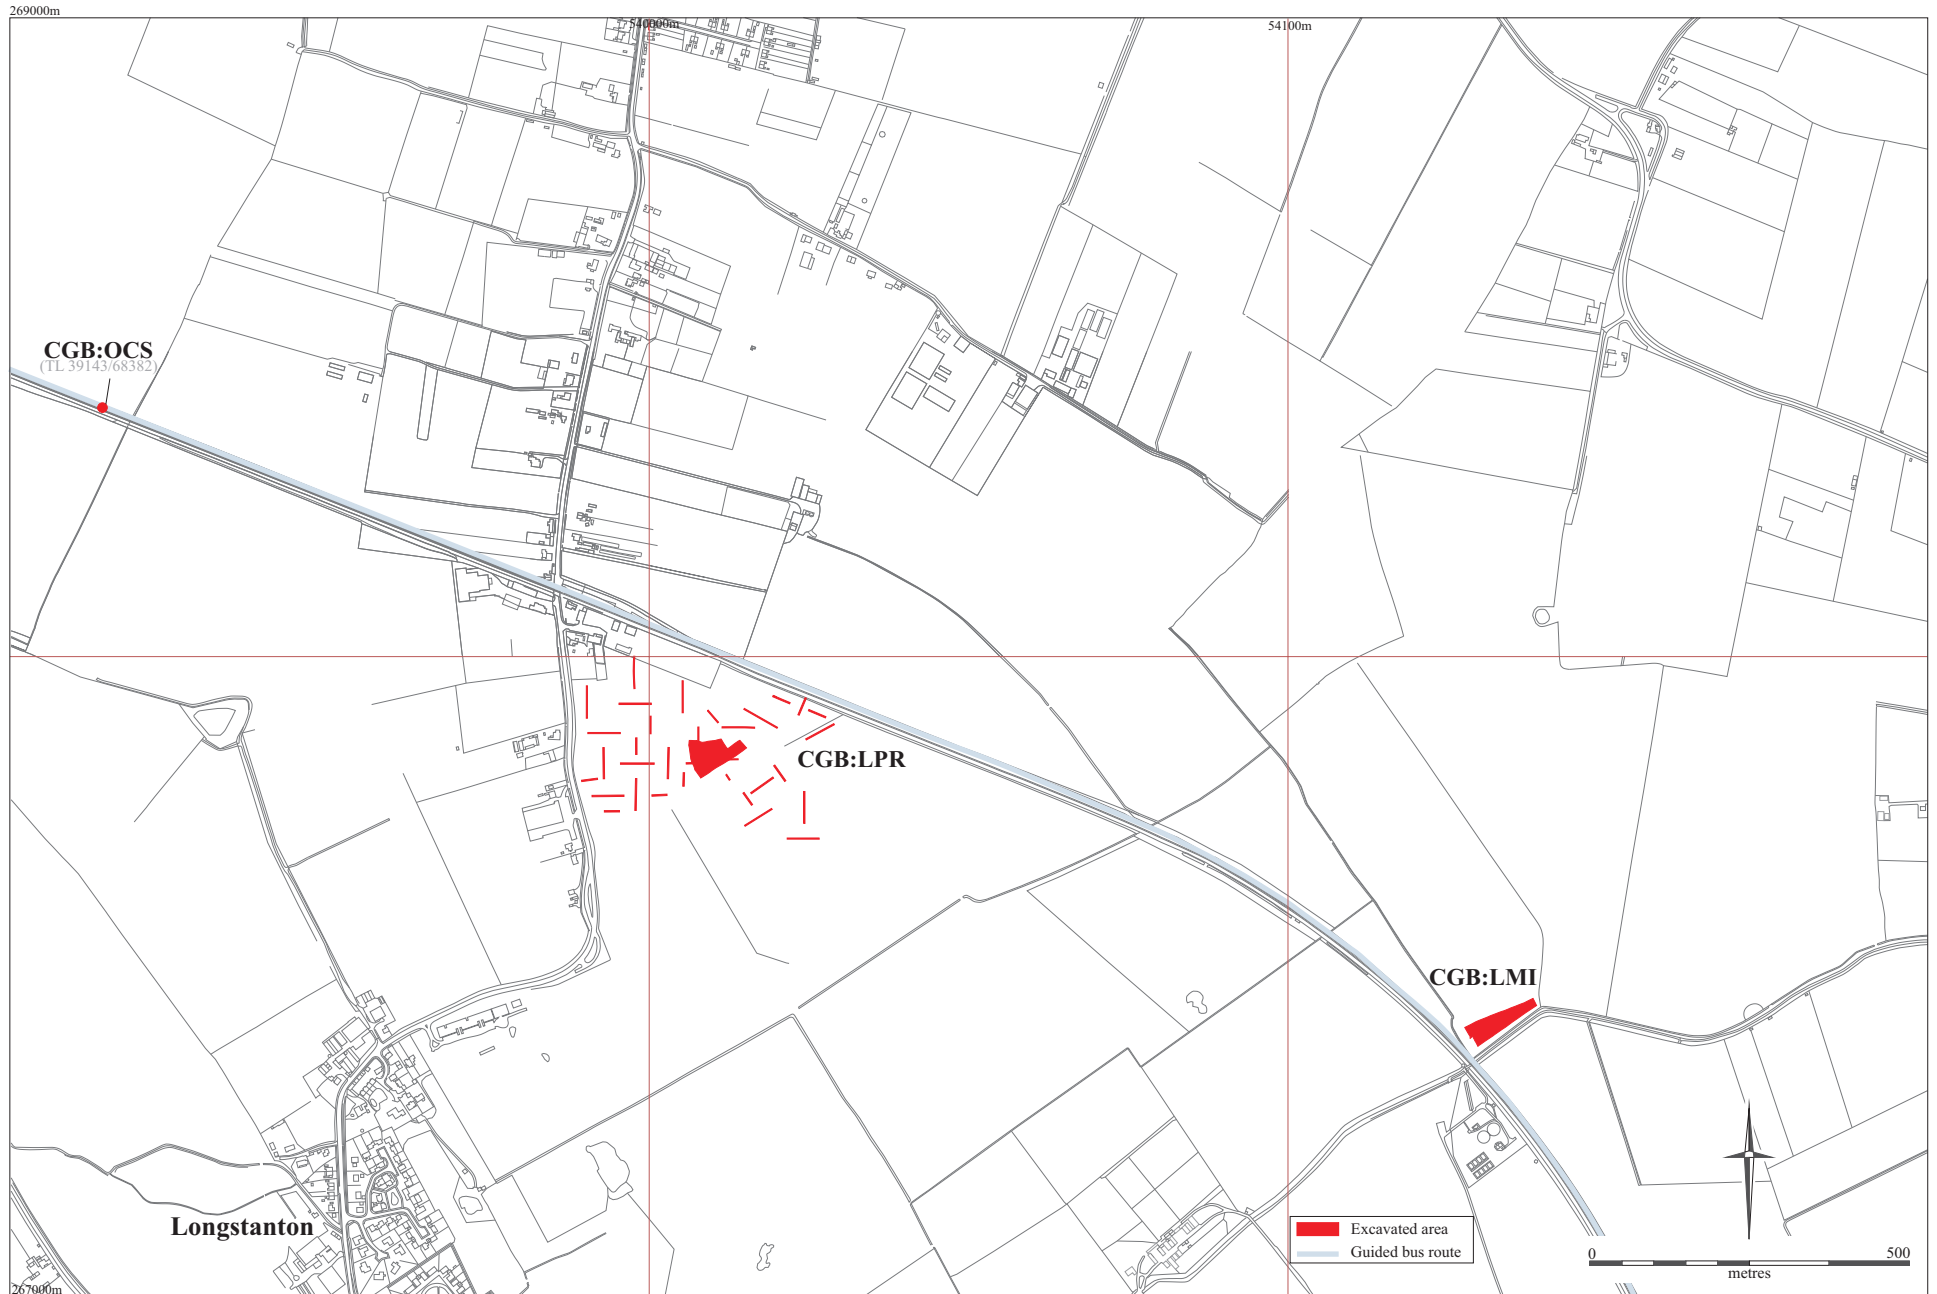 269000m
540000m
54100m
CGB:OCS
(TL 39143/68382)
CGB:LPR
CGB:LMI
Longstanton
Excavated area
Guided bus route
0 500
metres
267000m